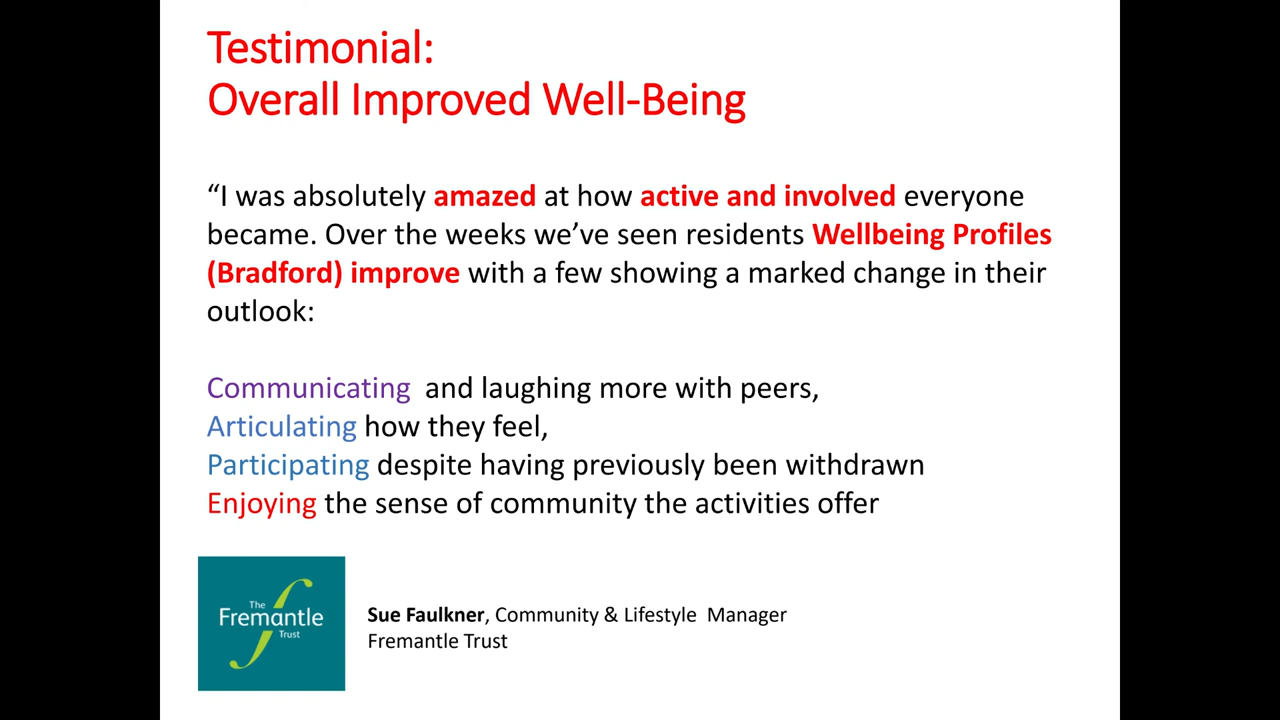 Testimonial:
Overall Improved Well-Being
“I was absolutely amazed at how active and involved everyone
became. Over the weeks we’ve seen residents Wellbeing Profiles
(Bradford) improve with a few showing a marked change in their
outlook:
Communicating and laughing more with peers,
Articulating how they feel,
Participating despite having previously been withdrawn
Enjoying the sense of community the activities offer
The
Fremantle
Trust
Sue Faulkner, Community & Lifestyle Manager
Fremantle Trust